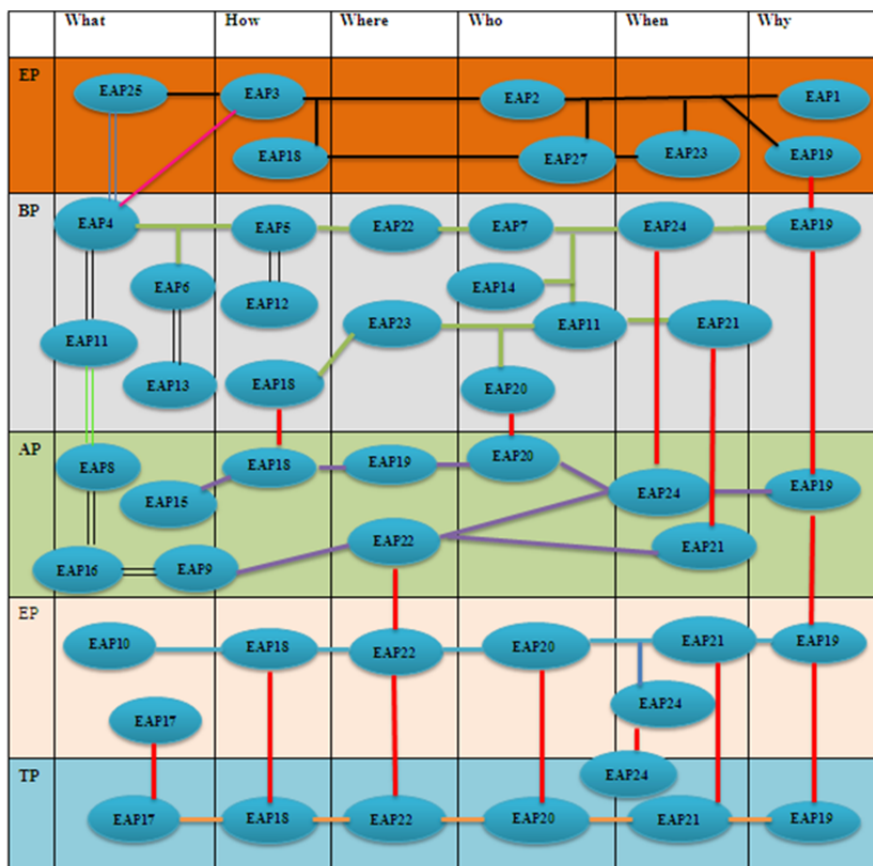 What How Where Who When Why
EP
EAP25 EAP3 EAP2 EAP1
EAP18 EAP27 EAP23 EAP19
BP
EAP4 EAP5 EAP22 EAP7 EAP24 EAP19
EAP6 EAP12 EAP14
EAP11 EAP23 EAP11 EAP21
EAP13 EAP18 EAP20
AP
EAP8 EAP18 EAP19 EAP20
EAP15 EAP24 EAP19
EAP16 EAP9 EAP22 EAP21
EP
EAP10 EAP18 EAP22 EAP20 EAP21 EAP19
EAP17 EAP24
TP
EAP24
EAP17 EAP18 EAP22 EAP20 EAP21 EAP19